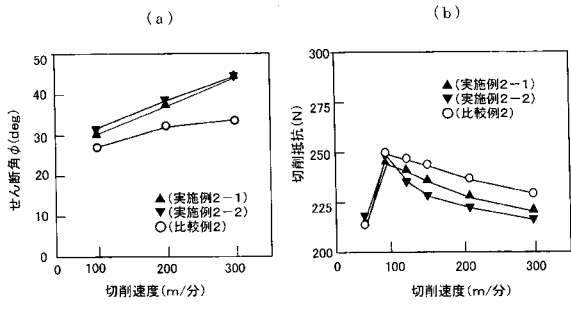 (a)
せん断角φ(deg)
50
40
30
20
10
0
▲(実施例2-1)
▼(実施例2-2)
○(比較例2)
0 100 200 300
切削速度(m/分)
(b)
切削抵抗(N)
300
275
250
225
200
▲(実施例2-1)
▼(実施例2-2)
○(比較例2)
0 100 200 300
切削速度(m/分)